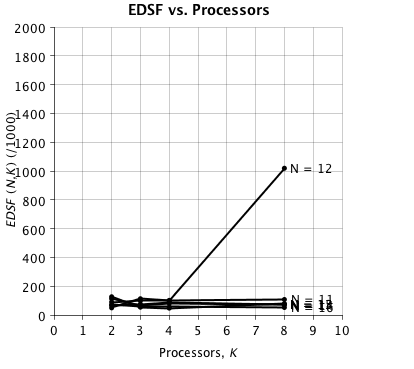 EDSF vs. Processors
2000
1800
1600
1400
1200
1000
800
600
400
200
0
EDSF (N,K) (/1000)
N = 12
N = 11
N = 16
0 1 2 3 4 5 6 7 8 9 10
Processors, K